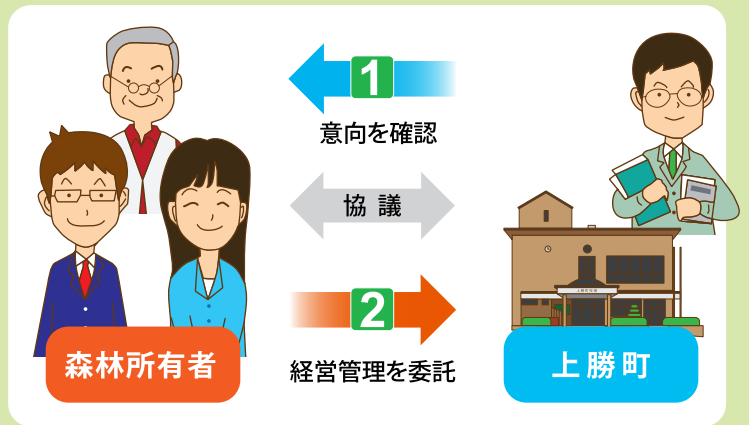 1
意向を確認
協議
2
経営管理を委託
森林所有者
上勝町